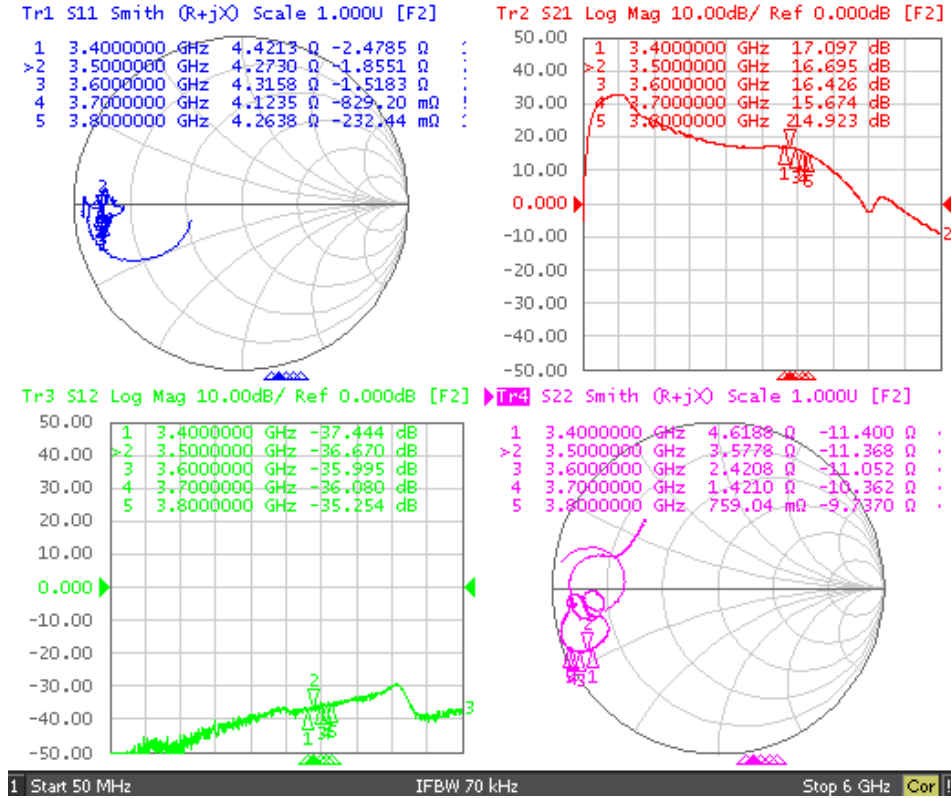 Tr1 S11 Smith (R+jX) Scale 1.000U [F2]
1 3.4000000 GHz 4.4213 Ω -2.4785 Ω
>2 3.5000000 GHz 4.2730 Ω -1.8551 Ω
3 3.6000000 GHz 4.3158 Ω -1.5183 Ω
4 3.7000000 GHz 4.1235 Ω -829.20 mΩ
5 3.8000000 GHz 4.2638 Ω -232.44 mΩ
2
Tr2 S21 Log Mag 10.00dB/ Ref 0.000dB [F2]
50.00
40.00
30.00
20.00
10.00
0.000
-10.00
-20.00
-30.00
-40.00
-50.00
1 3.4000000 GHz 17.097 dB
>2 3.5000000 GHz 16.695 dB
3 3.6000000 GHz 16.426 dB
4 3.7000000 GHz 15.674 dB
5 3.8000000 GHz 14.923 dB
2
1
2
Tr3 S12 Log Mag 10.00dB/ Ref 0.000dB [F2]
50.00
40.00
30.00
20.00
10.00
0.000
-10.00
-20.00
-30.00
-40.00
-50.00
1 3.4000000 GHz -37.444 dB
>2 3.5000000 GHz -36.670 dB
3 3.6000000 GHz -35.995 dB
4 3.7000000 GHz -36.080 dB
5 3.8000000 GHz -35.254 dB
2
1
3
Tr4 S22 Smith (R+jX) Scale 1.000U [F2]
1 3.4000000 GHz 4.6188 Ω -11.400 Ω
>2 3.5000000 GHz 3.5778 Ω -11.368 Ω
3 3.6000000 GHz 2.4208 Ω -11.052 Ω
4 3.7000000 GHz 1.4210 Ω -10.362 Ω
5 3.8000000 GHz 759.04 mΩ -9.7370 Ω
2
1
1 Start 50 MHz IFBW 70 kHz Stop 6 GHz Cor